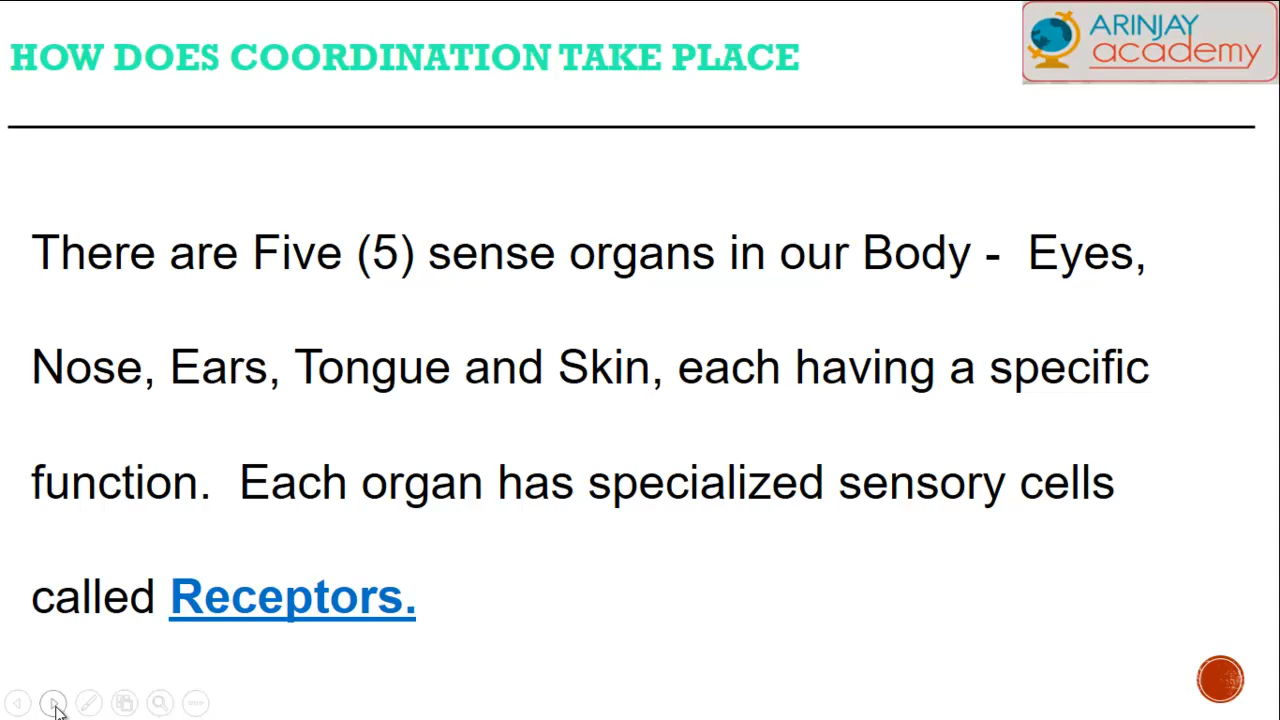 HOW DOES COORDINATION TAKE PLACE
ARINJAY
academy
There are Five (5) sense organs in our Body - Eyes,
Nose, Ears, Tongue and Skin, each having a specific
function. Each organ has specialized sensory cells
called Receptors.